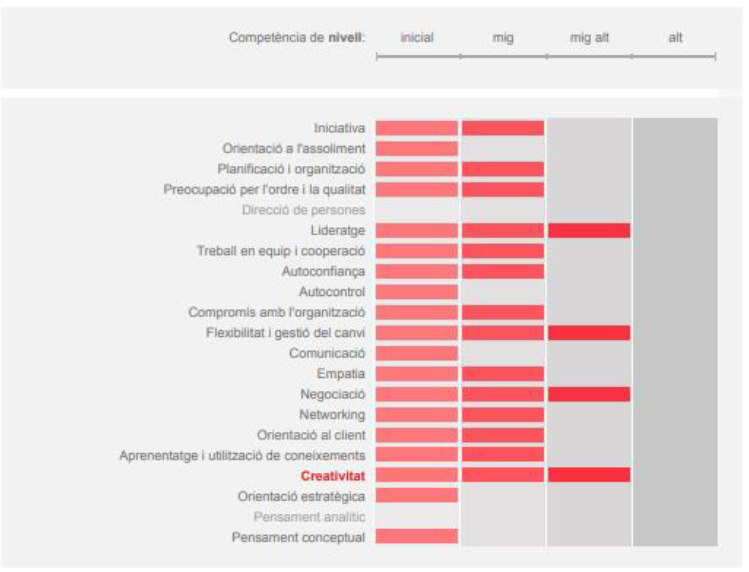 Competència de nivell: inicial mig mig alt alt
Iniciativa
Orientació a l'assoliment
Planificació i organització
Preocupació per l'ordre i la qualitat
Direcció de persones
Lideratge
Treball en equip i cooperació
Autoconfiança
Autocontrol
Compromís amb l'organització
Flexibilitat i gestió del canvi
Comunicació
Empatia
Negociació
Networking
Orientació al client
Aprenentatge i utilització de coneixements
Creativitat
Orientació estratègica
Pensament analític
Pensament conceptual